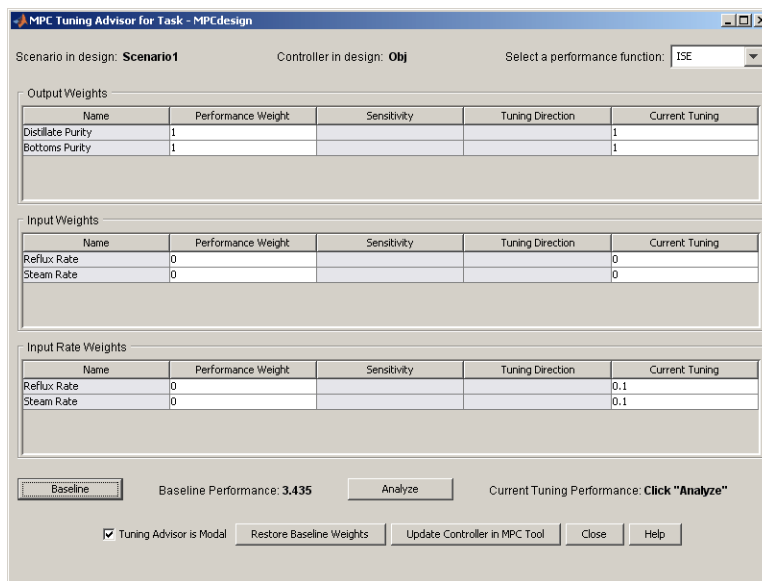 MPC Tuning Advisor for Task - MPCdesign
Scenario in design: Scenario1 Controller in design: Obj Select a performance function: ISE
Output Weights
Name Performance Weight Sensitivity Tuning Direction Current Tuning
Distillate Purity 1 1
Bottoms Purity 1 1
Input Weights
Name Performance Weight Sensitivity Tuning Direction Current Tuning
Reflux Rate 0 0
Steam Rate 0 0
Input Rate Weights
Name Performance Weight Sensitivity Tuning Direction Current Tuning
Reflux Rate 0 0.1
Steam Rate 0 0.1
Baseline Baseline Performance: 3.435 Analyze Current Tuning Performance: Click "Analyze"
Tuning Advisor is Modal Restore Baseline Weights Update Controller in MPC Tool Close Help